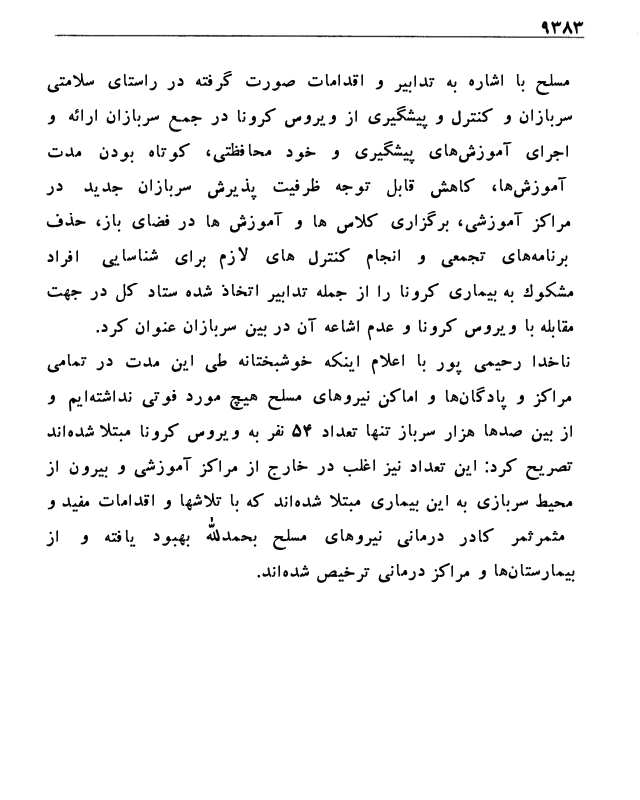 ۹۳۸۳
مسلح با اشاره به تدابیر و اقدامات صورت گرفته در راستای سلامتی
سربازان و کنترل و پیشگیری از ویروس کرونا در جمع سربازان ارائه و
اجرای آموزش‌های پیشگیری و خود محافظتی، کوتاه بودن مدت
آموزش‌ها، کاهش قابل توجه ظرفیت پذیرش سربازان جدید در
مراکز آموزشی، برگزاری کلاس ها و آموزش ها در فضای باز، حذف
برنامه‌های تجمعی و انجام کنترل های لازم برای شناسایی افراد
مشکوك به بیماری کرونا را از جمله تدابیر اتخاذ شده ستاد کل در جهت
مقابله با ویروس کرونا و عدم اشاعه آن در بین سربازان عنوان کرد.
ناخدا رحیمی پور با اعلام اینکه خوشبختانه طی این مدت در تمامی
مراکز و پادگان‌ها و اماکن نیروهای مسلح هیچ مورد فوتی نداشته‌ایم و
از بین صدها هزار سرباز تنها تعداد ۵۴ نفر به ویروس کرونا مبتلا شده‌اند
تصریح کرد: این تعداد نیز اغلب در خارج از مراکز آموزشی و بیرون از
محیط سربازی به این بیماری مبتلا شده‌اند که با تلاشها و اقدامات مفید و
مثمرثمر کادر درمانی نیروهای مسلح بحمدلله بهبود یافته و از
بیمارستان‌ها و مراکز درمانی ترخیص شده‌اند.